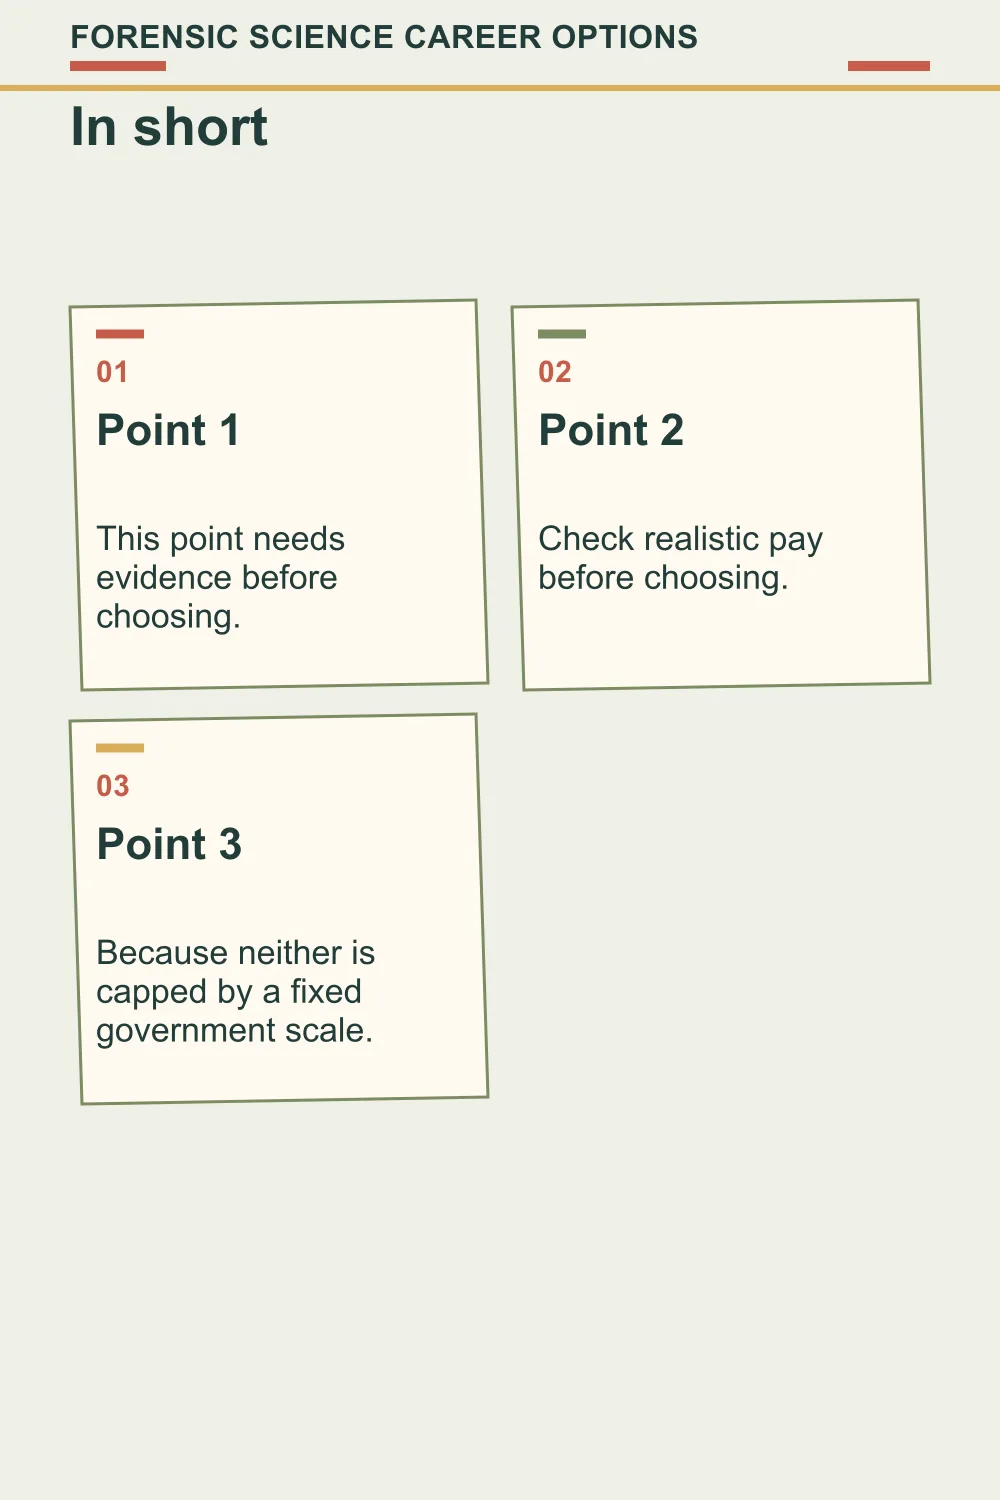 FORENSIC SCIENCE CAREER OPTIONS
In short
01
Point 1
This point needs
evidence before
choosing.
02
Point 2
Check realistic pay
before choosing.
03
Point 3
Because neither is
capped by a fixed
government scale.